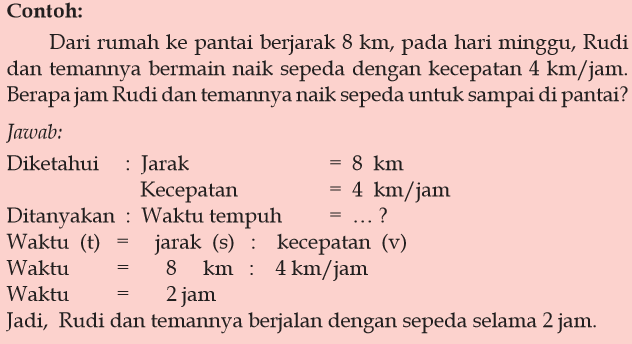 Contoh:
Dari rumah ke pantai berjarak 8 km, pada hari minggu, Rudi
dan temannya bermain naik sepeda dengan kecepatan 4 km/jam.
Berapa jam Rudi dan temannya naik sepeda untuk sampai di pantai?
Jawab:
Diketahui : Jarak = 8 km
Kecepatan = 4 km/jam
Ditanyakan : Waktu tempuh = … ?
Waktu (t) = jarak (s) : kecepatan (v)
Waktu = 8 km : 4 km/jam
Waktu = 2 jam
Jadi, Rudi dan temannya berjalan dengan sepeda selama 2 jam.